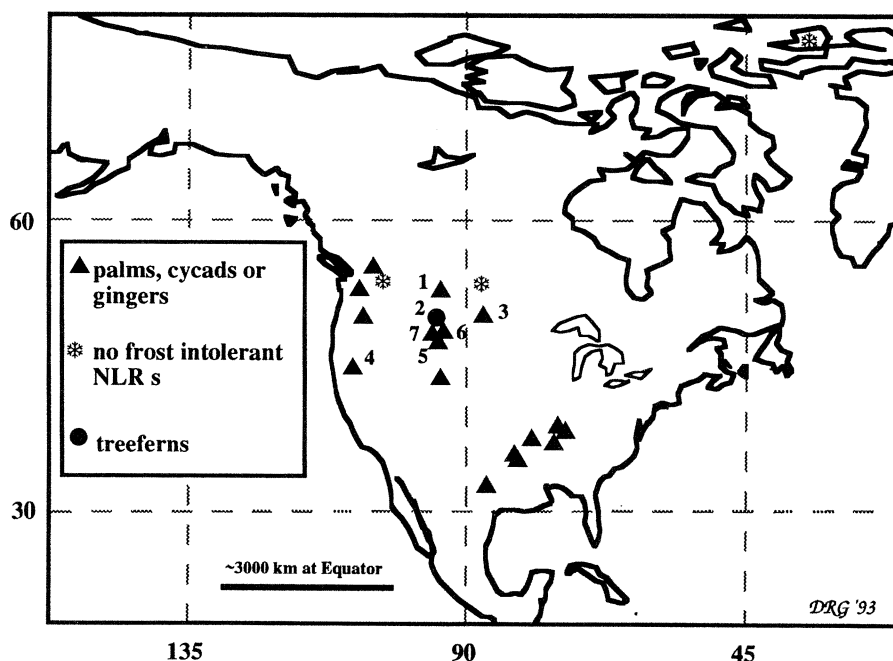 60
palms, cycads or
gingers
no frost intolerant
NLR s
treeferns
1
2
3
7
6
5
4
30
~3000 km at Equator
DRG '93
135
90
45